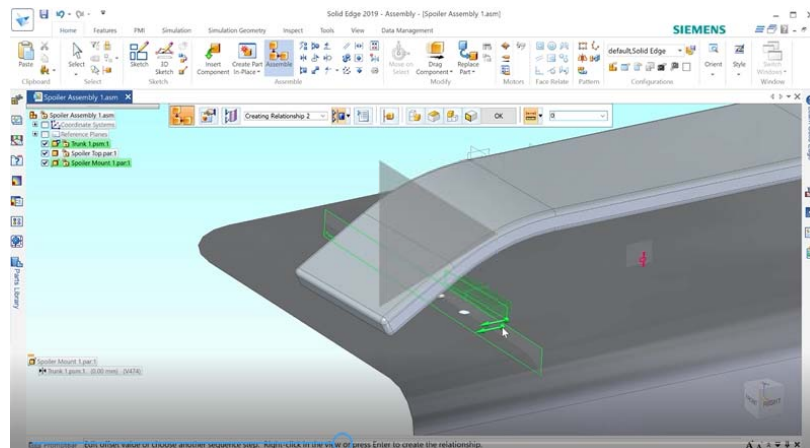 Solid Edge 2019 - Assembly - [Spoiler Assembly 1.asm]
Home Features PMI Simulation Simulation Geometry Inspect Tools View Data Management
SIEMENS
Paste
Select
Sketch
3D Sketch
Insert Component
Create Part In-Place
Assemble
Move on Select
Drag Component
Replace Part
default,Solid Edge
Orient
Style
Switch Windows
Clipboard Select Sketch Assemble Modify Motors Face Relate Pattern Configurations Window
Spoiler Assembly 1.asm
Spoiler Assembly 1.asm
Coordinate Systems
Reference Planes
Trunk 1.psm:1
Spoiler Top.par:1
Spoiler Mount 1.par:1
Creating Relationship 2
OK
Parts Library
Spoiler Mount 1.par:1
Trunk 1.psm:1 (0.00 mm) (V474)
Edit offset value or choose another sequence step. Right-click in the view or press Enter to create the relationship.